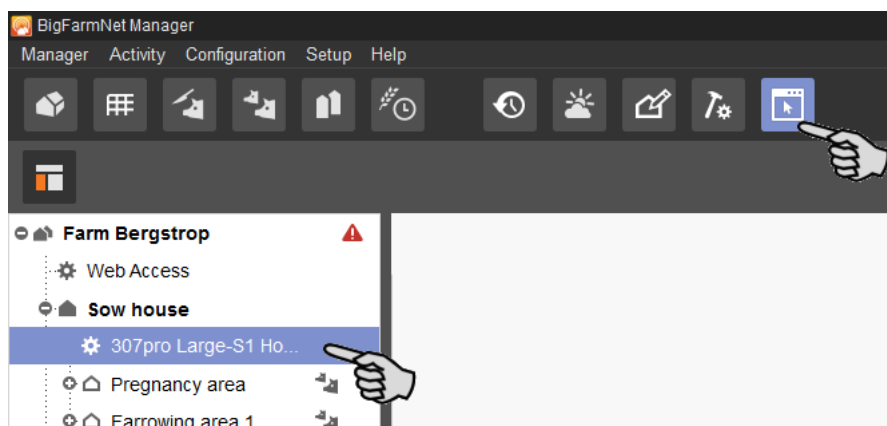 BigFarmNet Manager
Manager Activity Configuration Setup Help
Farm Bergstrop
Web Access
Sow house
307pro Large-S1 Ho...
Pregnancy area
Farrowing area 1